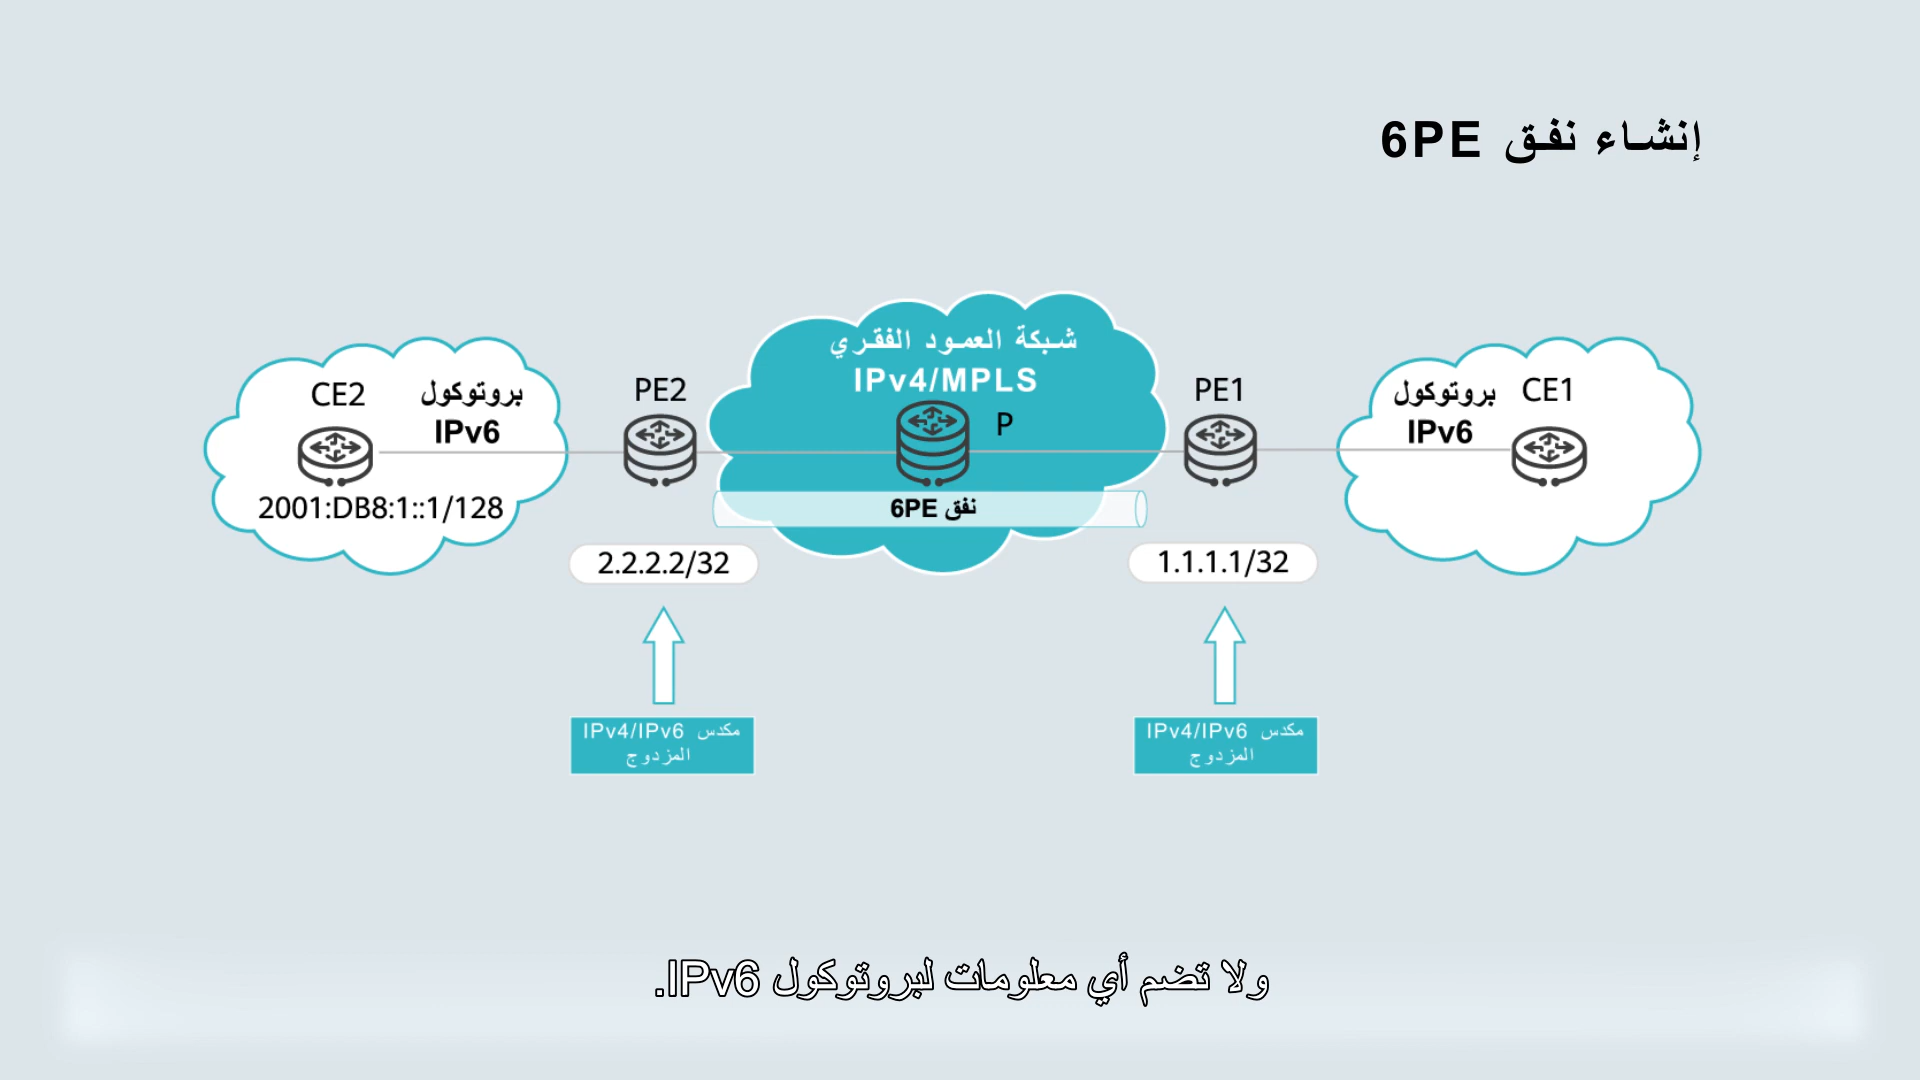 إنشاء نفق 6PE
شبكة العمود الفقري
IPv4/MPLS
CE2
بروتوكول
IPv6
PE2
P
PE1
بروتوكول
IPv6
CE1
2001:DB8:1::1/128
نفق 6PE
2.2.2.2/32
1.1.1.1/32
مكدس IPv4/IPv6
المزدوج
مكدس IPv4/IPv6
المزدوج
ولا تضم أي معلومات لبروتوكول IPv6.